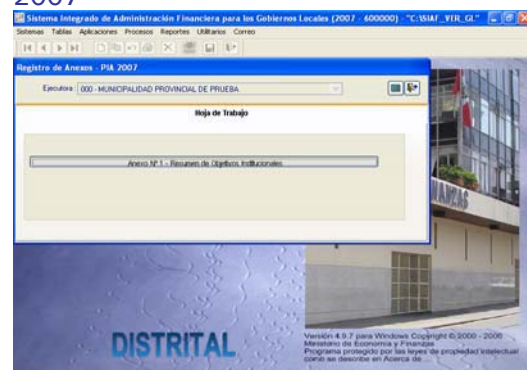 2007
Sistema Integrado de Administración Financiera para los Gobiernos Locales (2007 - 600000) - "C:\SIAF_VER_GL"
Sistemas Tablas Aplicaciones Procesos Reportes Utilitarios Correo
Registro de Anexos - PIA 2007
Ejecutora 000 - MUNICIPALIDAD PROVINCIAL DE PRUEBA
Hoja de Trabajo
Anexo Nº 1 - Resumen de Objetivos Institucionales
DISTRITAL
Versión 4.9.7 para Windows Copyright © 2000 - 2006
Ministerio de Economía y Finanzas
Programa protegido por las leyes de propiedad intelectual
como se describe en Acerca de...